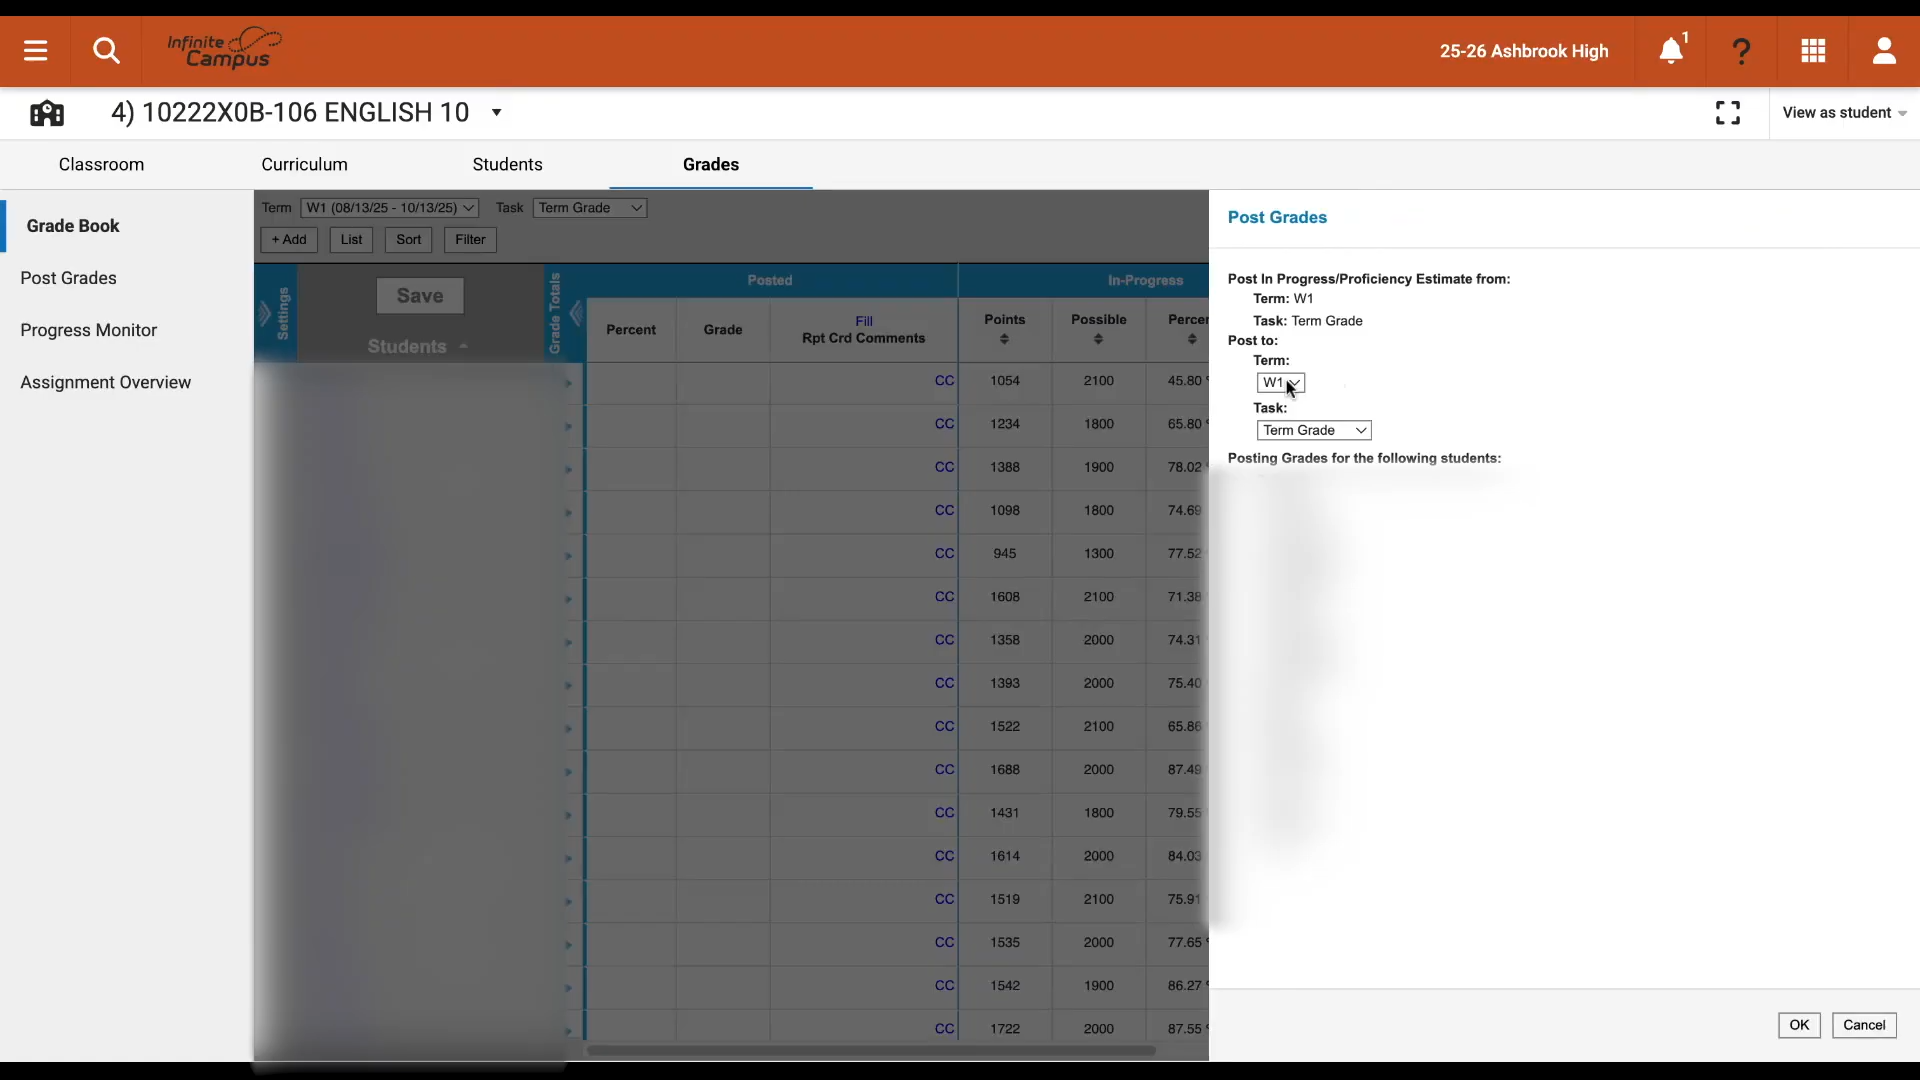 Infinite Campus
25-26 Ashbrook High
1
?
4) 10222X0B-106 ENGLISH 10
View as student
Classroom
Curriculum
Students
Grades
Grade Book
Post Grades
Progress Monitor
Assignment Overview
Term W1 (08/13/25 - 10/13/25) Task Term Grade
+ Add List Sort Filter
Settings
Save
Students
Grade Totals
Posted
In-Progress
Percent
Grade
Fill
Rpt Crd Comments
Points
Possible
Percer
CC 1054 2100 45.80
CC 1234 1800 65.80
CC 1388 1900 78.02
CC 1098 1800 74.69
CC 945 1300 77.52
CC 1608 2100 71.38
CC 1358 2000 74.31
CC 1393 2000 75.40
CC 1522 2100 65.86
CC 1688 2000 87.49
CC 1431 1800 79.55
CC 1614 2000 84.03
CC 1519 2100 75.91
CC 1535 2000 77.65
CC 1542 1900 86.27
CC 1722 2000 87.55
Post Grades
Post In Progress/Proficiency Estimate from:
Term: W1
Task: Term Grade
Post to:
Term:
W1
Task:
Term Grade
Posting Grades for the following students:
OK
Cancel